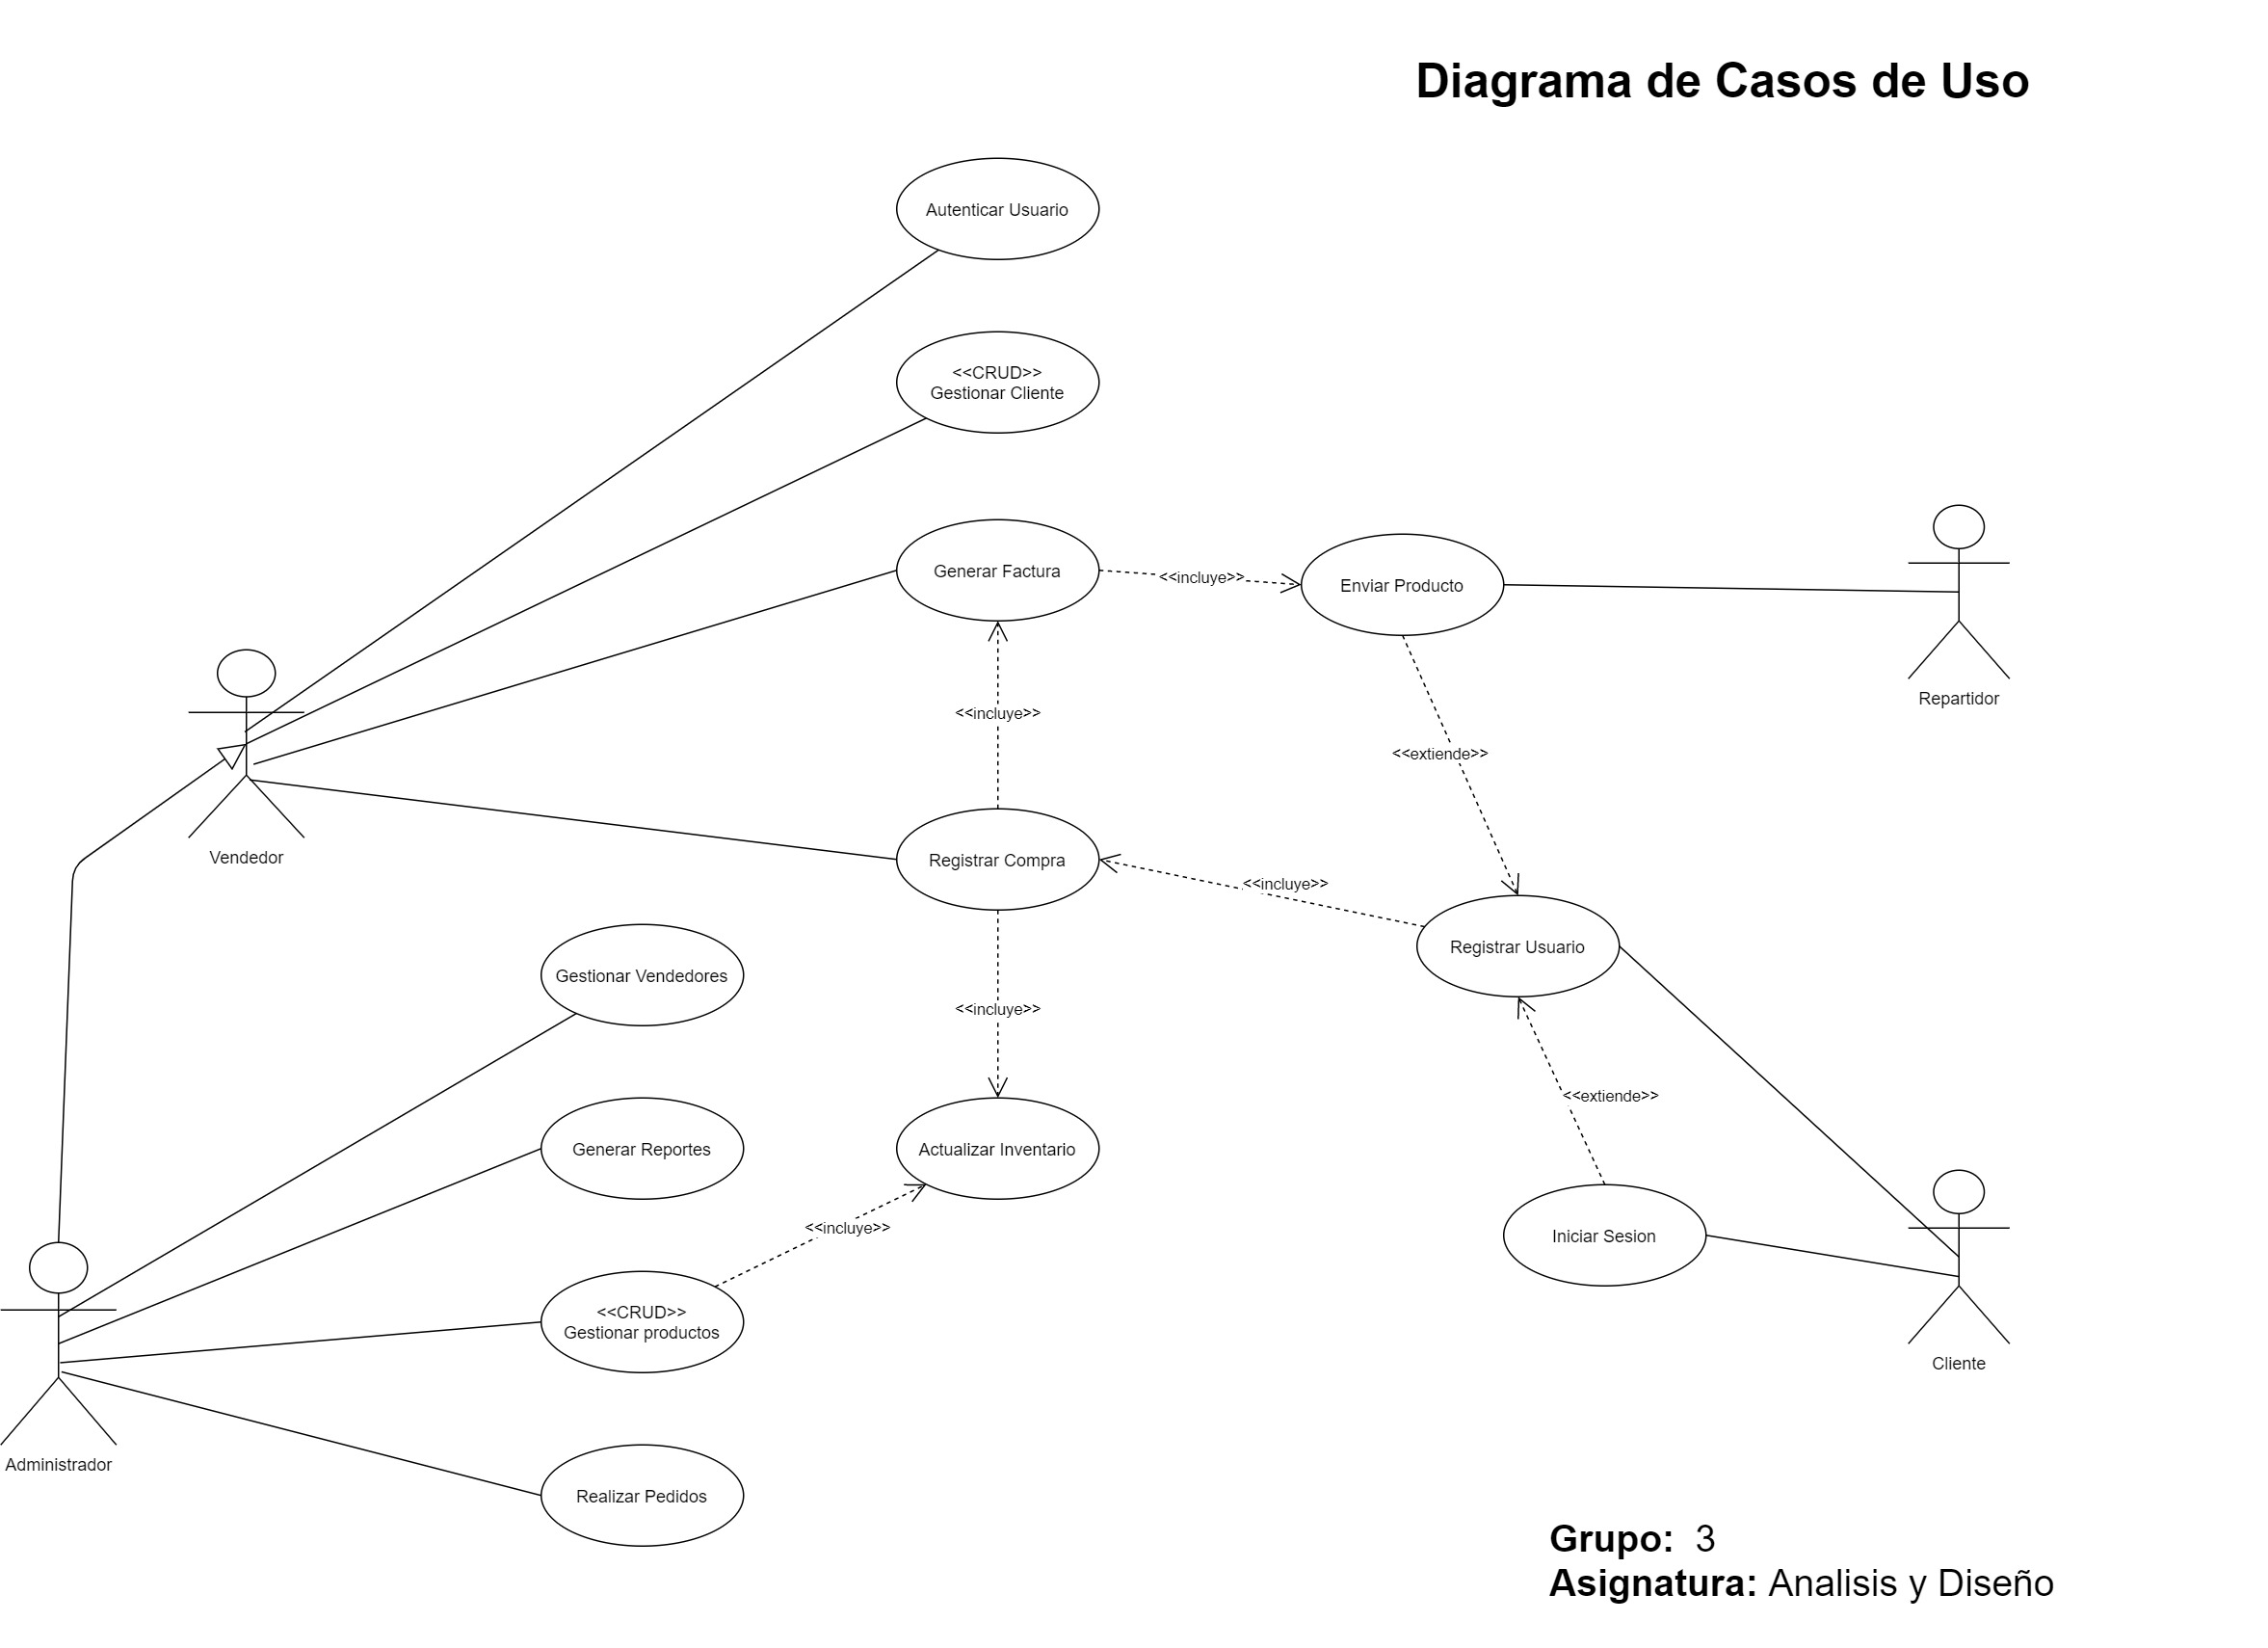 Diagrama de Casos de Uso
Autenticar Usuario
<<CRUD>>
Gestionar Cliente
Generar Factura
<<incluye>>
Enviar Producto
Repartidor
<<incluye>>
<<extiende>>
Vendedor
Registrar Compra
<<incluye>>
Registrar Usuario
Gestionar Vendedores
<<incluye>>
<<extiende>>
Generar Reportes
Actualizar Inventario
<<incluye>>
Iniciar Sesion
<<CRUD>>
Gestionar productos
Cliente
Administrador
Realizar Pedidos
Grupo: 3
Asignatura: Analisis y Diseño